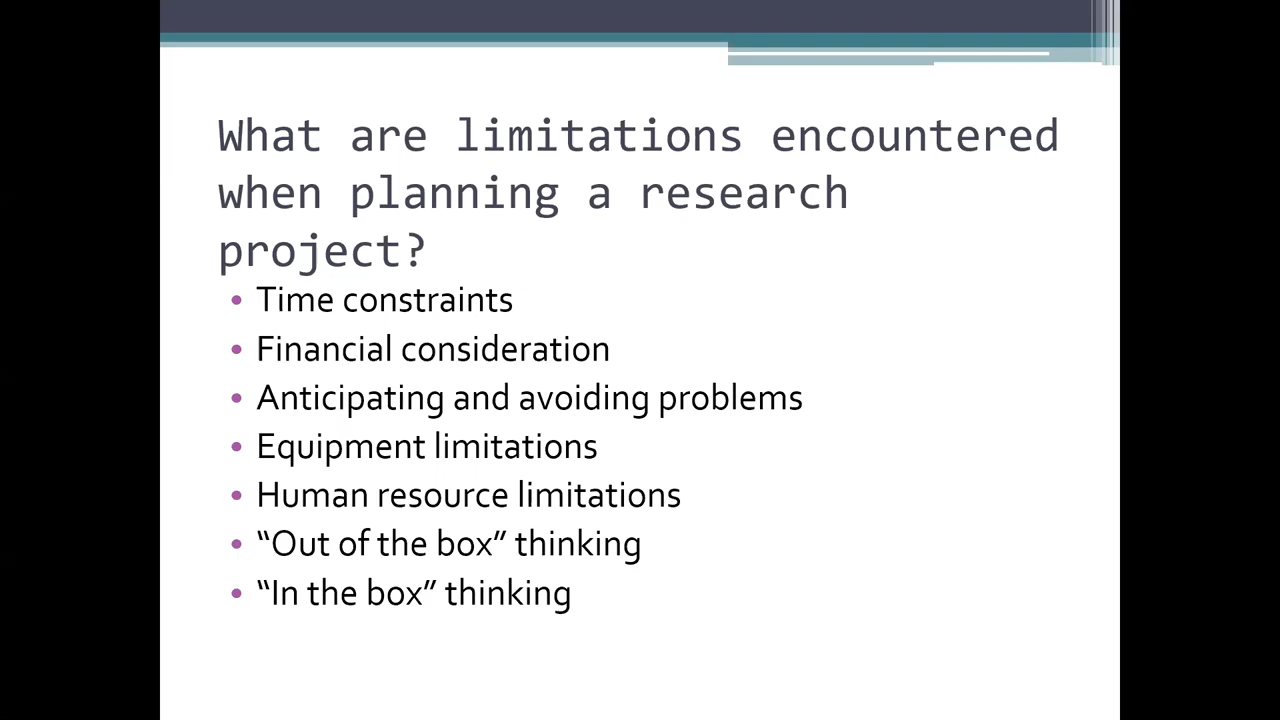 What are limitations encountered
when planning a research
project?
• Time constraints
• Financial consideration
• Anticipating and avoiding problems
• Equipment limitations
• Human resource limitations
• “Out of the box” thinking
• “In the box” thinking